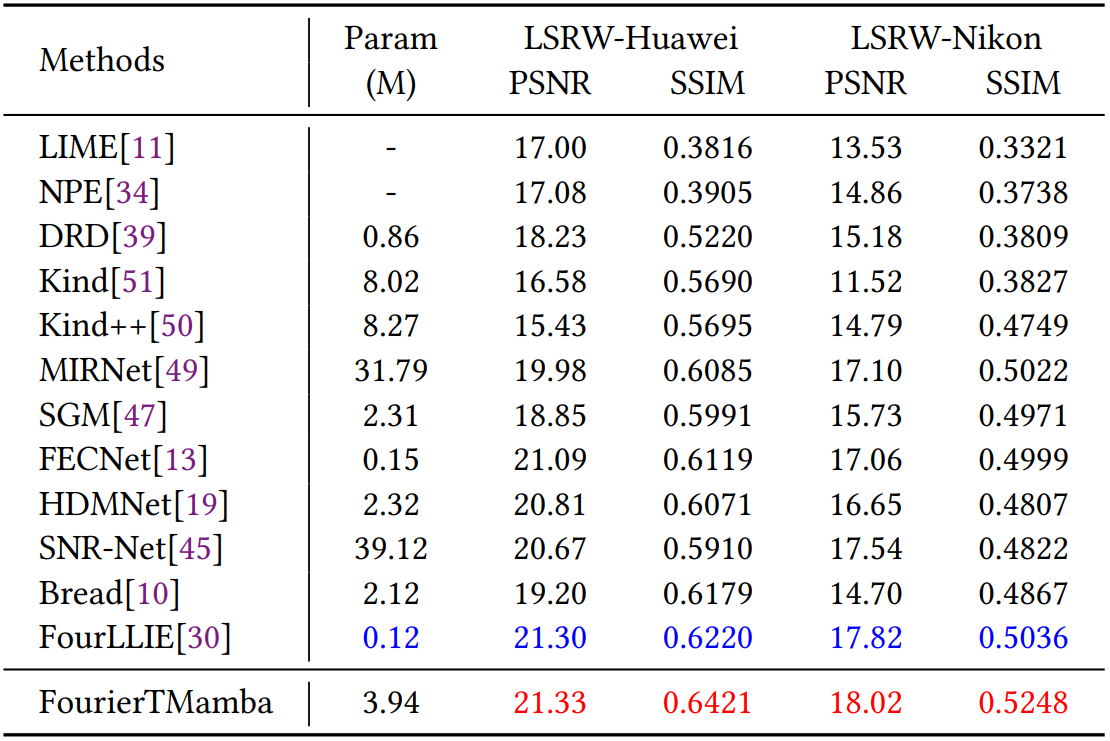 Methods Param (M) LSRW-Huawei LSRW-Nikon
PSNR SSIM PSNR SSIM
LIME[11] - 17.00 0.3816 13.53 0.3321
NPE[34] - 17.08 0.3905 14.86 0.3738
DRD[39] 0.86 18.23 0.5220 15.18 0.3809
Kind[51] 8.02 16.58 0.5690 11.52 0.3827
Kind++[50] 8.27 15.43 0.5695 14.79 0.4749
MIRNet[49] 31.79 19.98 0.6085 17.10 0.5022
SGM[47] 2.31 18.85 0.5991 15.73 0.4971
FECNet[13] 0.15 21.09 0.6119 17.06 0.4999
HDMNet[19] 2.32 20.81 0.6071 16.65 0.4807
SNR-Net[45] 39.12 20.67 0.5910 17.54 0.4822
Bread[10] 2.12 19.20 0.6179 14.70 0.4867
FourLLIE[30] 0.12 21.30 0.6220 17.82 0.5036
FourierTMamba 3.94 21.33 0.6421 18.02 0.5248